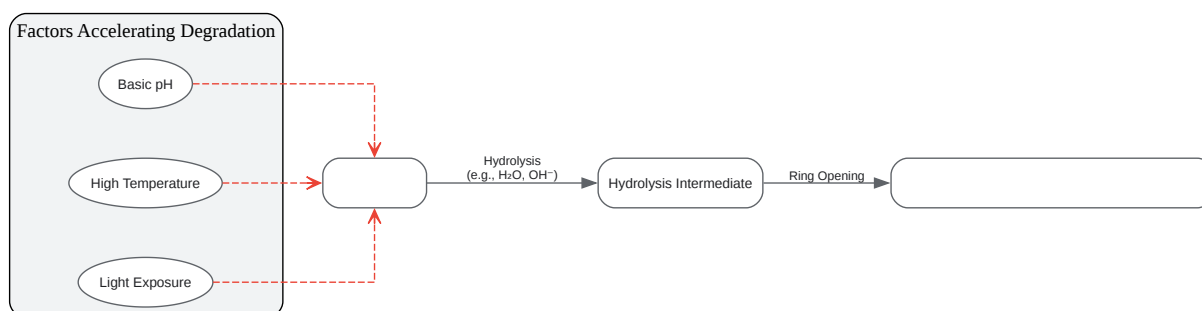 Factors Accelerating Degradation
Basic pH
High Temperature
Light Exposure
Hydrolysis
(e.g., H₂O, OH⁻)
Hydrolysis Intermediate
Ring Opening